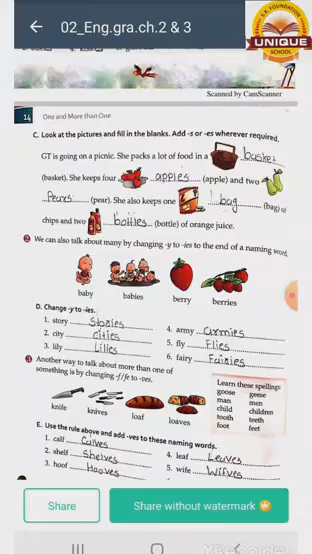 02_Eng.gra.ch.2 & 3
S.R. FOUNDATION
UNIQUE
SCHOOL
Scanned by CamScanner
14 One and More than One
C. Look at the pictures and fill in the blanks. Add -s or -es wherever required.
GT is going on a picnic. She packs a lot of food in a basket
(basket). She keeps four apples (apple) and two
Pears (pear). She also keeps one bag (bag) of
chips and two bottles (bottle) of orange juice.
2 We can also talk about many by changing -y to -ies to the end of a naming word.
baby babies berry berries
D. Change -y to -ies.
1. story Stories
2. city cities
3. lily Lilies
4. army armies
5. fly Flies
6. fairy Fairies
3 Another way to talk about more than one of
something is by changing -f/fe to -ves.
knife knives loaf loaves
Learn these spellings
goose geese
man men
child children
tooth teeth
foot feet
E. Use the rule above and add -ves to these naming words.
1. calf Calves
2. shelf Shelves
3. hoof Hooves
4. leaf Leaves
5. wife Wifves
Share
Share without watermark